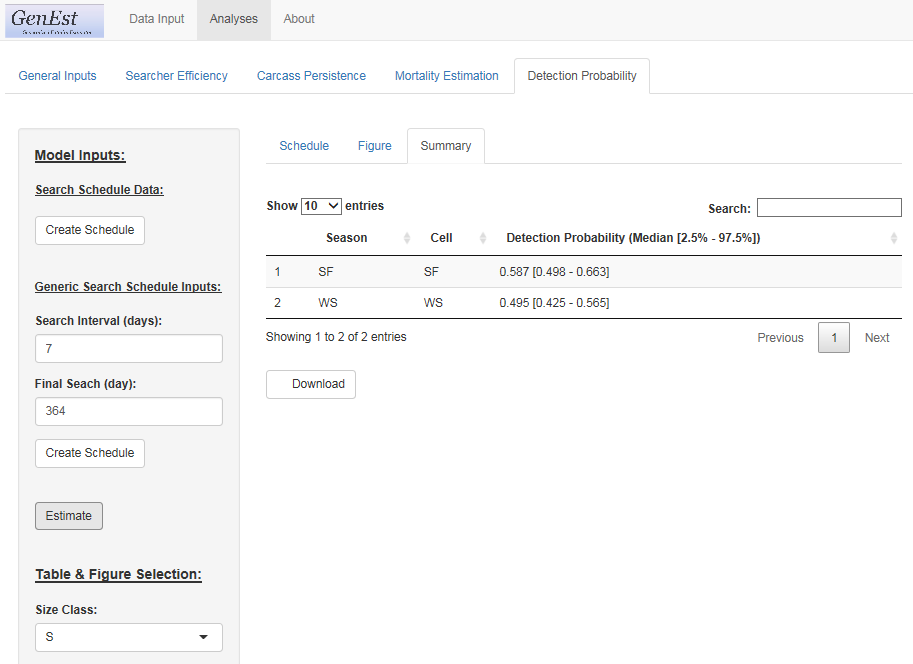 GenEst
Data Input Analyses About
General Inputs Searcher Efficiency Carcass Persistence Mortality Estimation Detection Probability
Model Inputs:
Search Schedule Data:
Create Schedule
Generic Search Schedule Inputs:
Search Interval (days):
7
Final Seach (day):
364
Create Schedule
Estimate
Table & Figure Selection:
Size Class:
S
Schedule Figure Summary
Show 10 entries
Search:
Season Cell Detection Probability (Median [2.5% - 97.5%])
1 SF SF 0.587 [0.498 - 0.663]
2 WS WS 0.495 [0.425 - 0.565]
Showing 1 to 2 of 2 entries
Previous 1 Next
Download